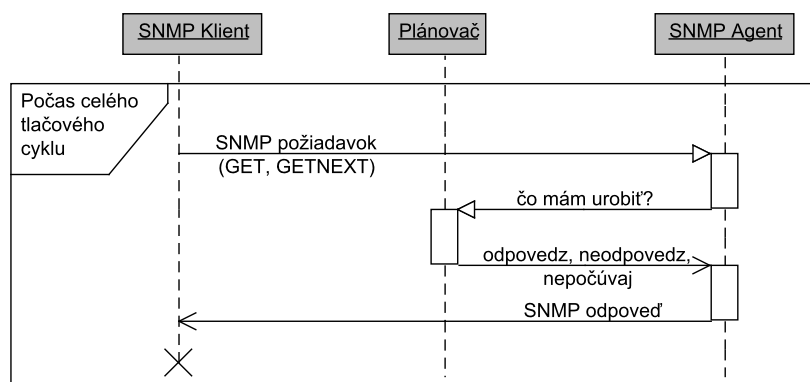 SNMP Klient
Plánovač
SNMP Agent
Počas celého
tlačového
cyklu
SNMP požiadavok
(GET, GETNEXT)
čo mám urobiť?
odpovedz, neodpovedz,
nepočúvaj
SNMP odpoveď